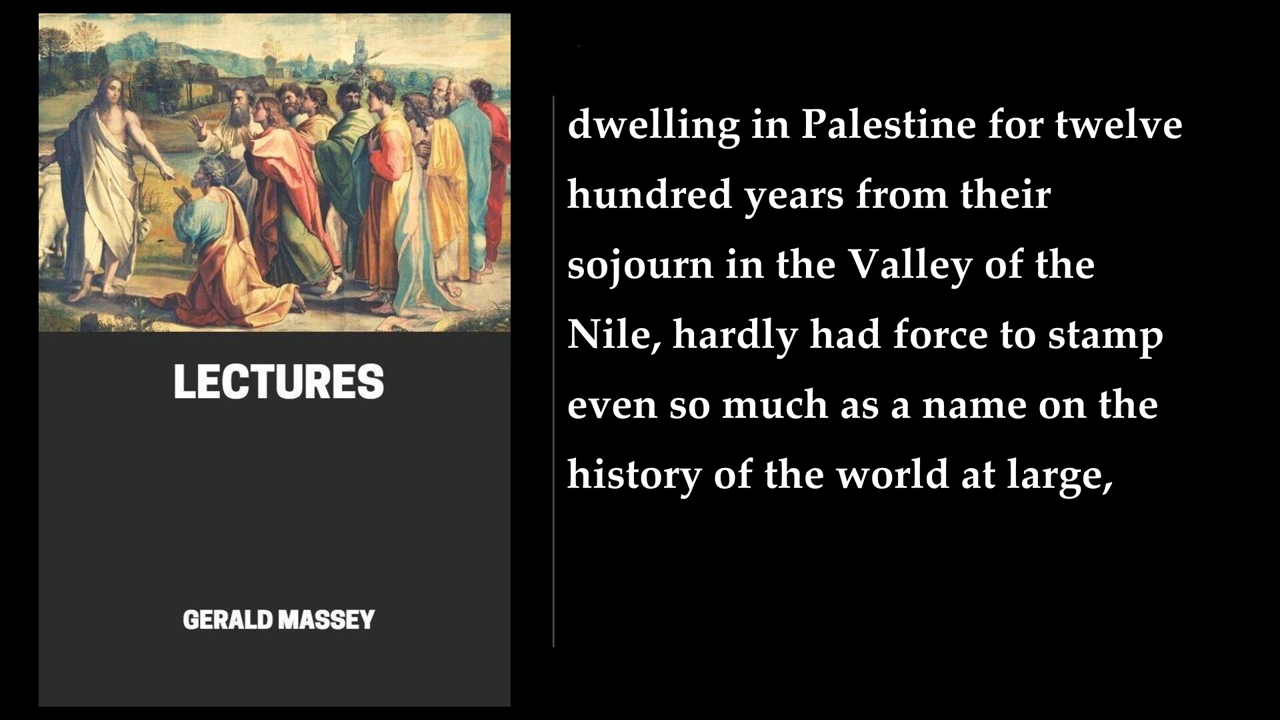 LECTURES
GERALD MASSEY
dwelling in Palestine for twelve
hundred years from their
sojourn in the Valley of the
Nile, hardly had force to stamp
even so much as a name on the
history of the world at large,